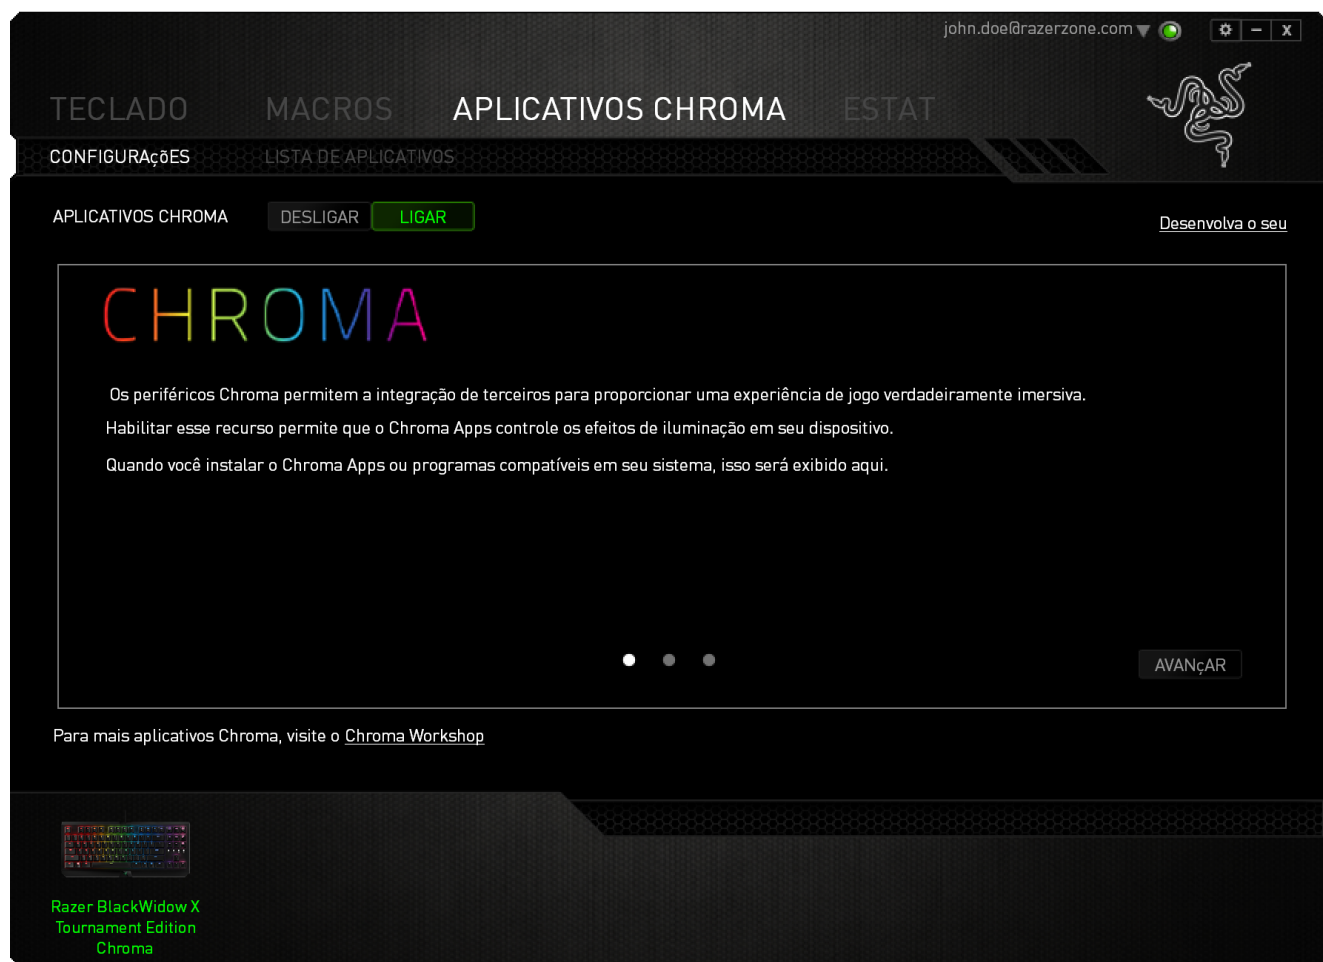 john.doe@razerzone.com
TECLADO MACROS APLICATIVOS CHROMA ESTAT
CONFIGURAçõES LISTA DE APLICATIVOS
APLICATIVOS CHROMA DESLIGAR LIGAR
Desenvolva o seu
CHROMA
Os periféricos Chroma permitem a integração de terceiros para proporcionar uma experiência de jogo verdadeiramente imersiva.
Habilitar esse recurso permite que o Chroma Apps controle os efeitos de iluminação em seu dispositivo.
Quando você instalar o Chroma Apps ou programas compatíveis em seu sistema, isso será exibido aqui.
AVANçAR
Para mais aplicativos Chroma, visite o Chroma Workshop
Razer BlackWidow X
Tournament Edition
Chroma